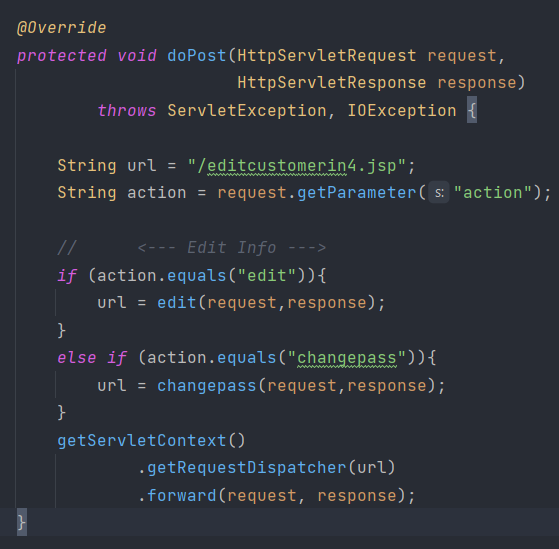 @Override
protected void doPost(HttpServletRequest request,
                      HttpServletResponse response)
        throws ServletException, IOException {

    String url = "/editcustomerin4.jsp";
    String action = request.getParameter( s: "action");

    //      <--- Edit Info --->
    if (action.equals("edit")){
        url = edit(request,response);
    }
    else if (action.equals("changepass")){
        url = changepass(request,response);
    }
    getServletContext()
            .getRequestDispatcher(url)
            .forward(request, response);
}